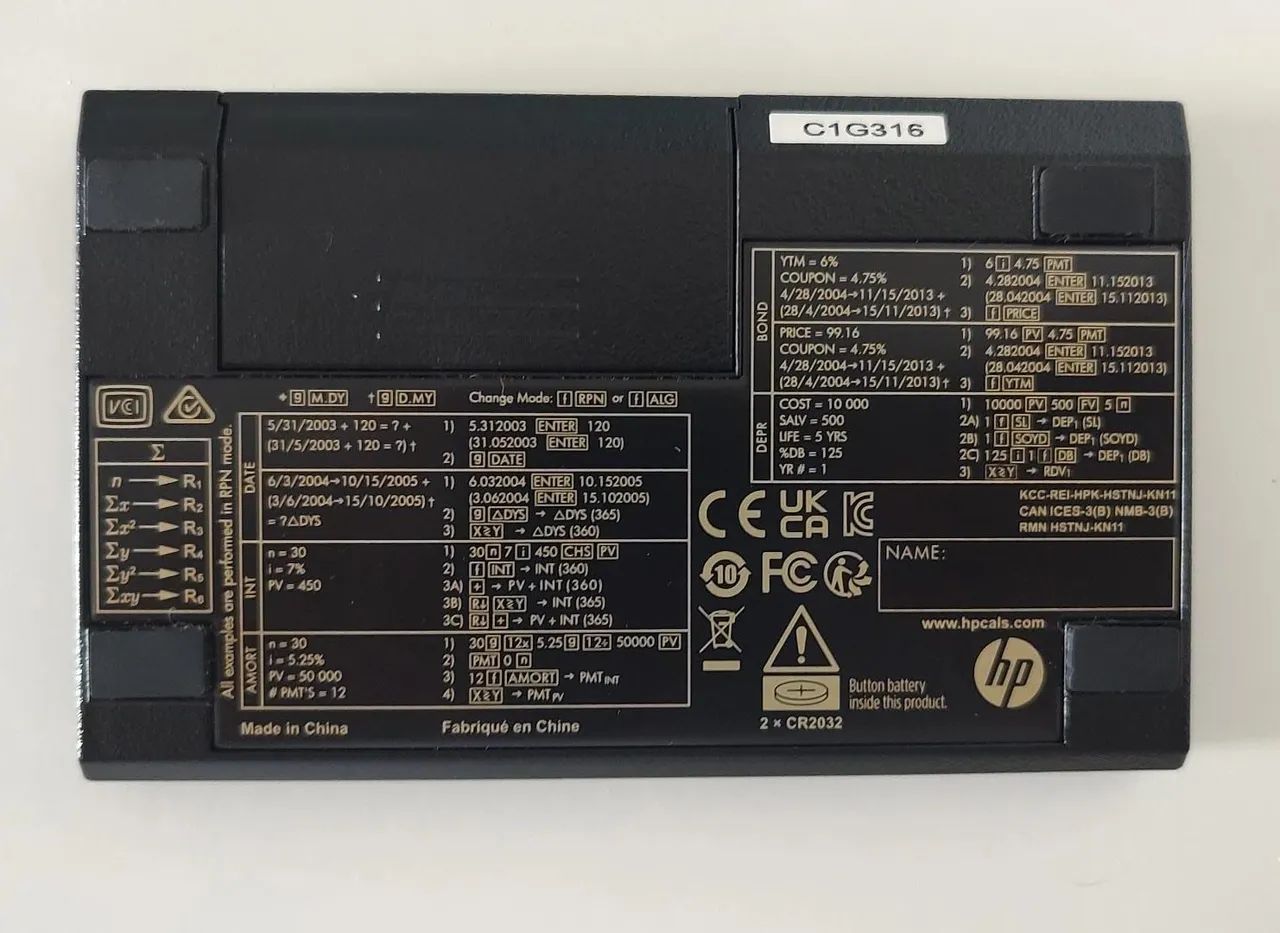 C1G316
BOND
YTM = 6%
COUPON = 4.75%
4/28/2004→11/15/2013 +
(28/4/2004→15/11/2013) †
1) 6 i 4.75 PMT
2) 4.282004 ENTER 11.152013
(28.042004 ENTER 15.112013)
3) f PRICE
PRICE = 99.16
COUPON = 4.75%
4/28/2004→11/15/2013 +
(28/4/2004→15/11/2013) †
1) 99.16 PV 4.75 PMT
2) 4.282004 ENTER 11.152013
(28.042004 ENTER 15.112013)
3) f YTM
DEPR
COST = 10 000
SALV = 500
LIFE = 5 YRS
%DB = 125
YR # = 1
1) 10000 PV 500 FV 5 n
2A) 1 f SL → DEP₁ (SL)
2B) 1 f SOYD → DEP₁ (SOYD)
2C) 125 i 1 f DB → DEP₁ (DB)
3) X≷Y → RDV₁
VCI
Σ
n → R₁
Σx → R₂
Σx² → R₃
Σy → R₄
Σy² → R₅
Σxy → R₆
All examples are performed in RPN mode.
+ g M.DY † g D.MY Change Mode: f RPN or f ALG
DATE
5/31/2003 + 120 = ? +
(31/5/2003 + 120 = ?) †
1) 5.312003 ENTER 120
(31.052003 ENTER 120)
2) g DATE
6/3/2004→10/15/2005 +
(3/6/2004→15/10/2005) †
= ?△DYS
1) 6.032004 ENTER 10.152005
(3.062004 ENTER 15.102005)
2) g △DYS → △DYS (365)
3) X≷Y → △DYS (360)
INT
n = 30
i = 7%
PV = 450
1) 30 n 7 i 450 CHS PV
2) f INT → INT (360)
3A) + → PV + INT (360)
3B) R↓ X≷Y → INT (365)
3C) R↓ + → PV + INT (365)
AMORT
n = 30
i = 5.25%
PV = 50 000
# PMT'S = 12
1) 30 g 12x 5.25 g 12÷ 50000 PV
2) PMT 0 n
3) 12 f AMORT → PMT INT
4) X≷Y → PMT PV
Made in China Fabriqué en Chine
KCC-REI-HPK-HSTNJ-KN11
CAN ICES-3(B) NMB-3(B)
RMN HSTNJ-KN11
CE UK CA
10 FC
NAME:
www.hpcals.com
hp
Button battery
inside this product.
2 × CR2032